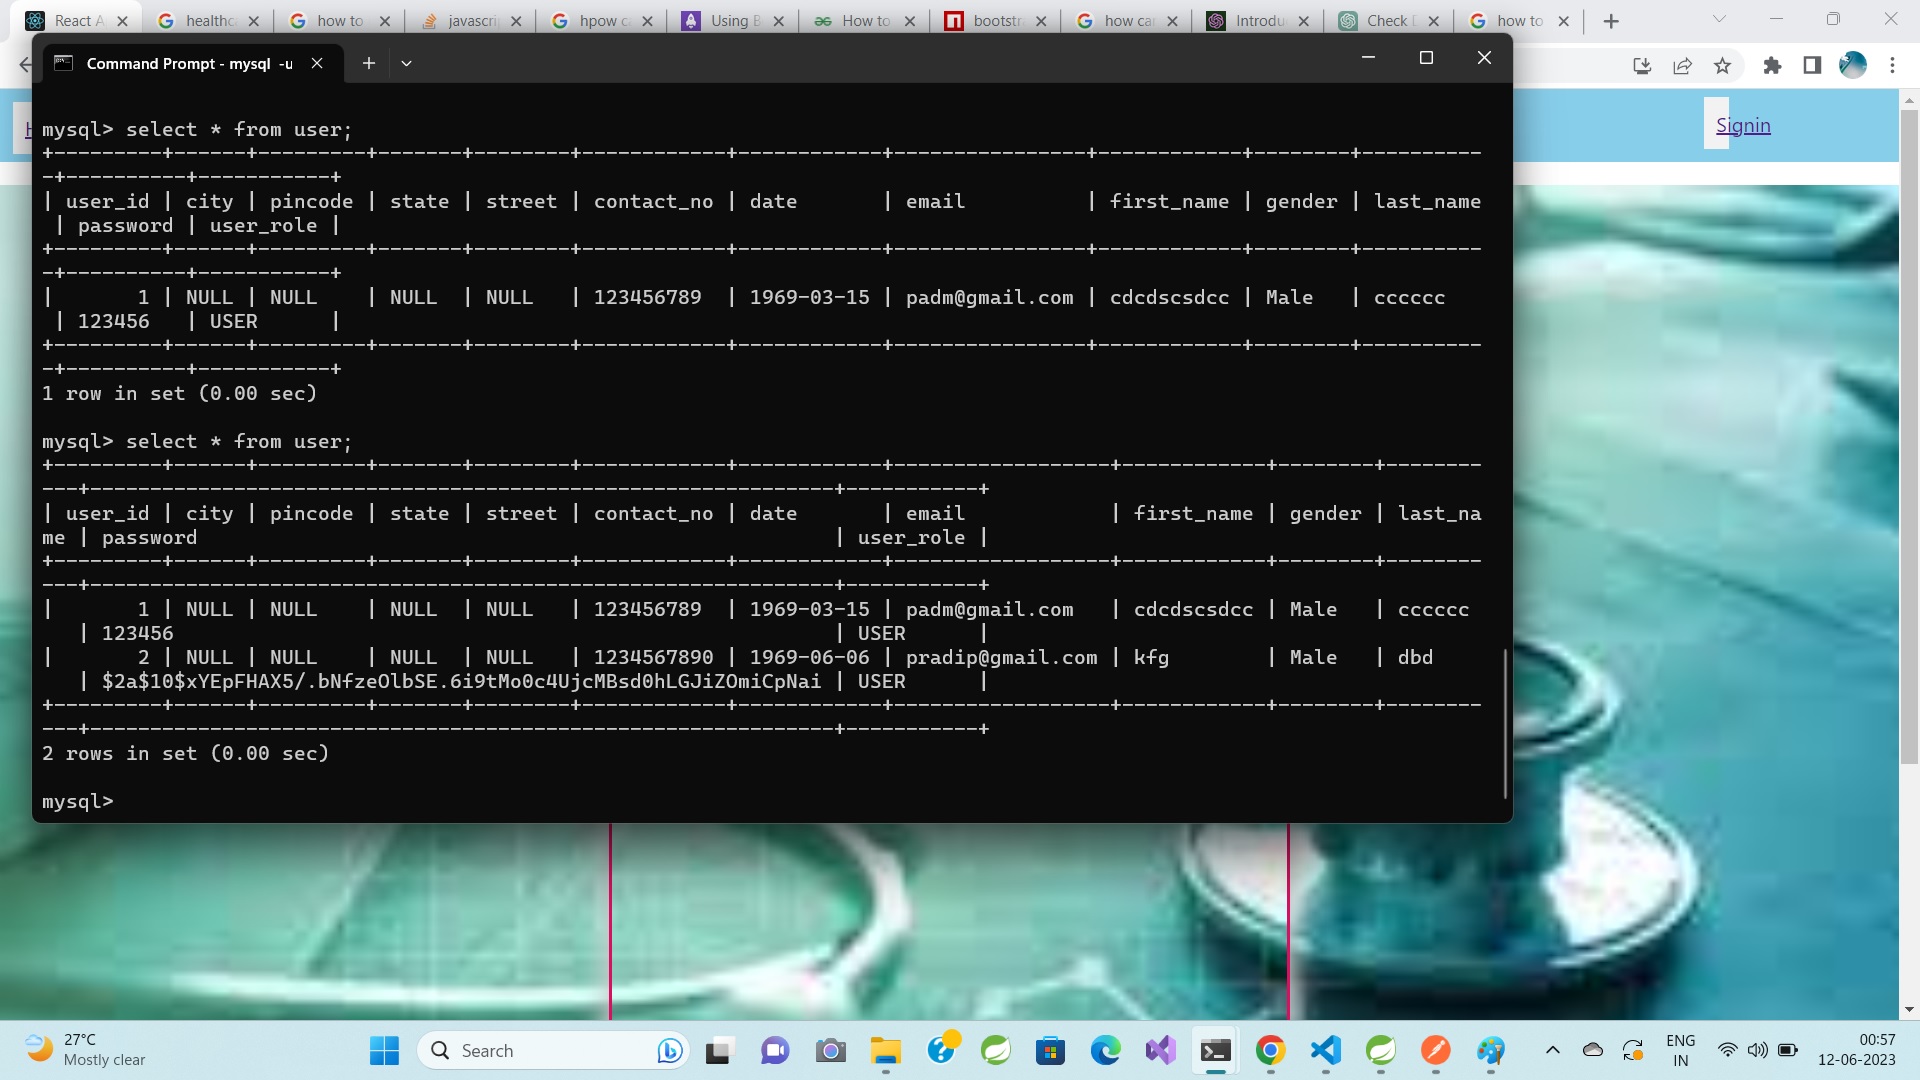 React A
healthc
how to
javascri
hpow c
Using B
How to
bootstr
how car
Introdu
Check D
how to
Command Prompt - mysql -u
Signin
mysql> select * from user;
+---------+------+---------+-------+--------+------------+------------+----------------+------------+--------+----------
-+----------+-----------+
| user_id | city | pincode | state | street | contact_no | date       | email          | first_name | gender | last_name
 | password | user_role |
+---------+------+---------+-------+--------+------------+------------+----------------+------------+--------+----------
-+----------+-----------+
|       1 | NULL | NULL    | NULL  | NULL   | 123456789  | 1969-03-15 | padm@gmail.com | cdcdscsdcc | Male   | cccccc
 | 123456   | USER      |
+---------+------+---------+-------+--------+------------+------------+----------------+------------+--------+----------
-+----------+-----------+
1 row in set (0.00 sec)
mysql> select * from user;
+---------+------+---------+-------+--------+------------+------------+------------------+------------+--------+--------
---+--------------------------------------------------------------+-----------+
| user_id | city | pincode | state | street | contact_no | date       | email            | first_name | gender | last_na
me | password                                                     | user_role |
+---------+------+---------+-------+--------+------------+------------+------------------+------------+--------+--------
---+--------------------------------------------------------------+-----------+
|       1 | NULL | NULL    | NULL  | NULL   | 123456789  | 1969-03-15 | padm@gmail.com   | cdcdscsdcc | Male   | cccccc
   | 123456                                                       | USER      |
|       2 | NULL | NULL    | NULL  | NULL   | 1234567890 | 1969-06-06 | pradip@gmail.com | kfg        | Male   | dbd
   | $2a$10$xYEpFHAX5/.bNfzeOlbSE.6i9tMo0c4UjcMBsd0hLGJiZOmiCpNai | USER      |
+---------+------+---------+-------+--------+------------+------------+------------------+------------+--------+--------
---+--------------------------------------------------------------+-----------+
2 rows in set (0.00 sec)
mysql>
27°C
Mostly clear
Search
ENG
IN
00:57
12-06-2023